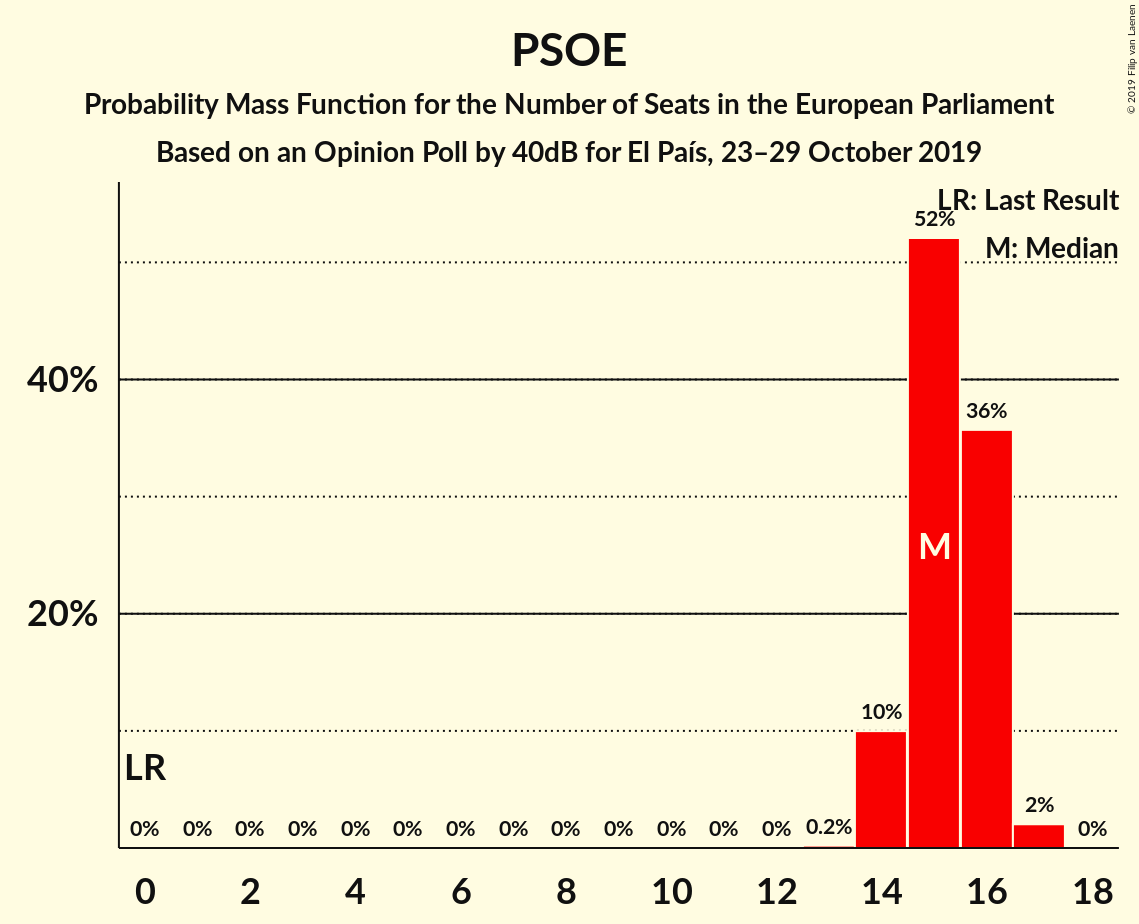 PSOE
Probability Mass Function for the Number of Seats in the European Parliament
Based on an Opinion Poll by 40dB for El País, 23–29 October 2019
© 2019 Filip van Laenen
LR: Last Result
M: Median
52%
40%
36%
M
20%
10%
LR
2%
0% 0% 0% 0% 0% 0% 0% 0% 0% 0% 0% 0% 0% 0.2% 0%
0 2 4 6 8 10 12 14 16 18